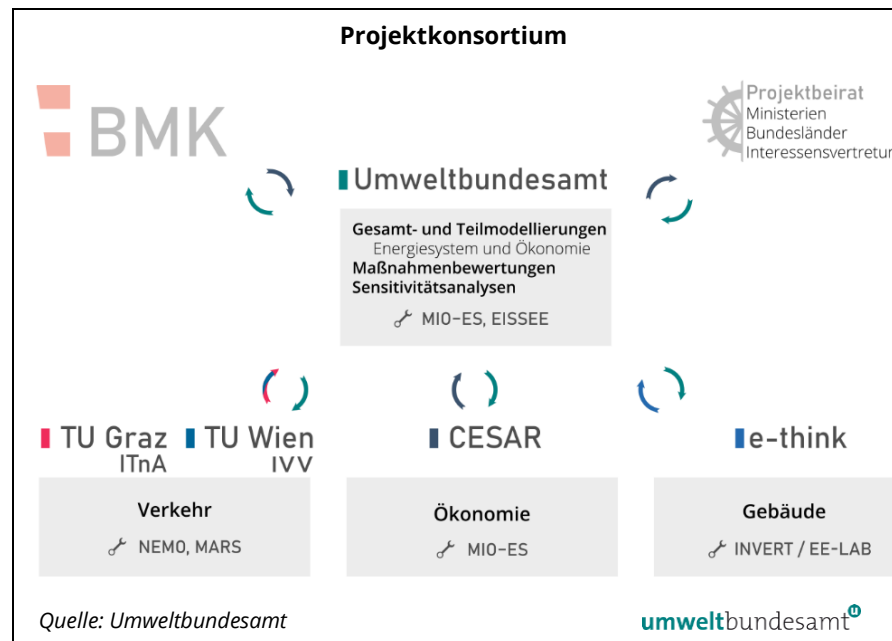 Projektkonsortium
BMK
Projektbeirat
Ministerien
Bundesländer
Interessensvertretun
Umweltbundesamt
Gesamt- und Teilmodellierungen
Energiesystem und Ökonomie
Maßnahmenbewertungen
Sensitivitätsanalysen
MIO-ES, EISSEE
TU Graz
ITnA
TU Wien
IVV
CESAR
e-think
Verkehr
NEMO, MARS
Ökonomie
MIO-ES
Gebäude
INVERT / EE-LAB
Quelle: Umweltbundesamt
umweltbundesamt